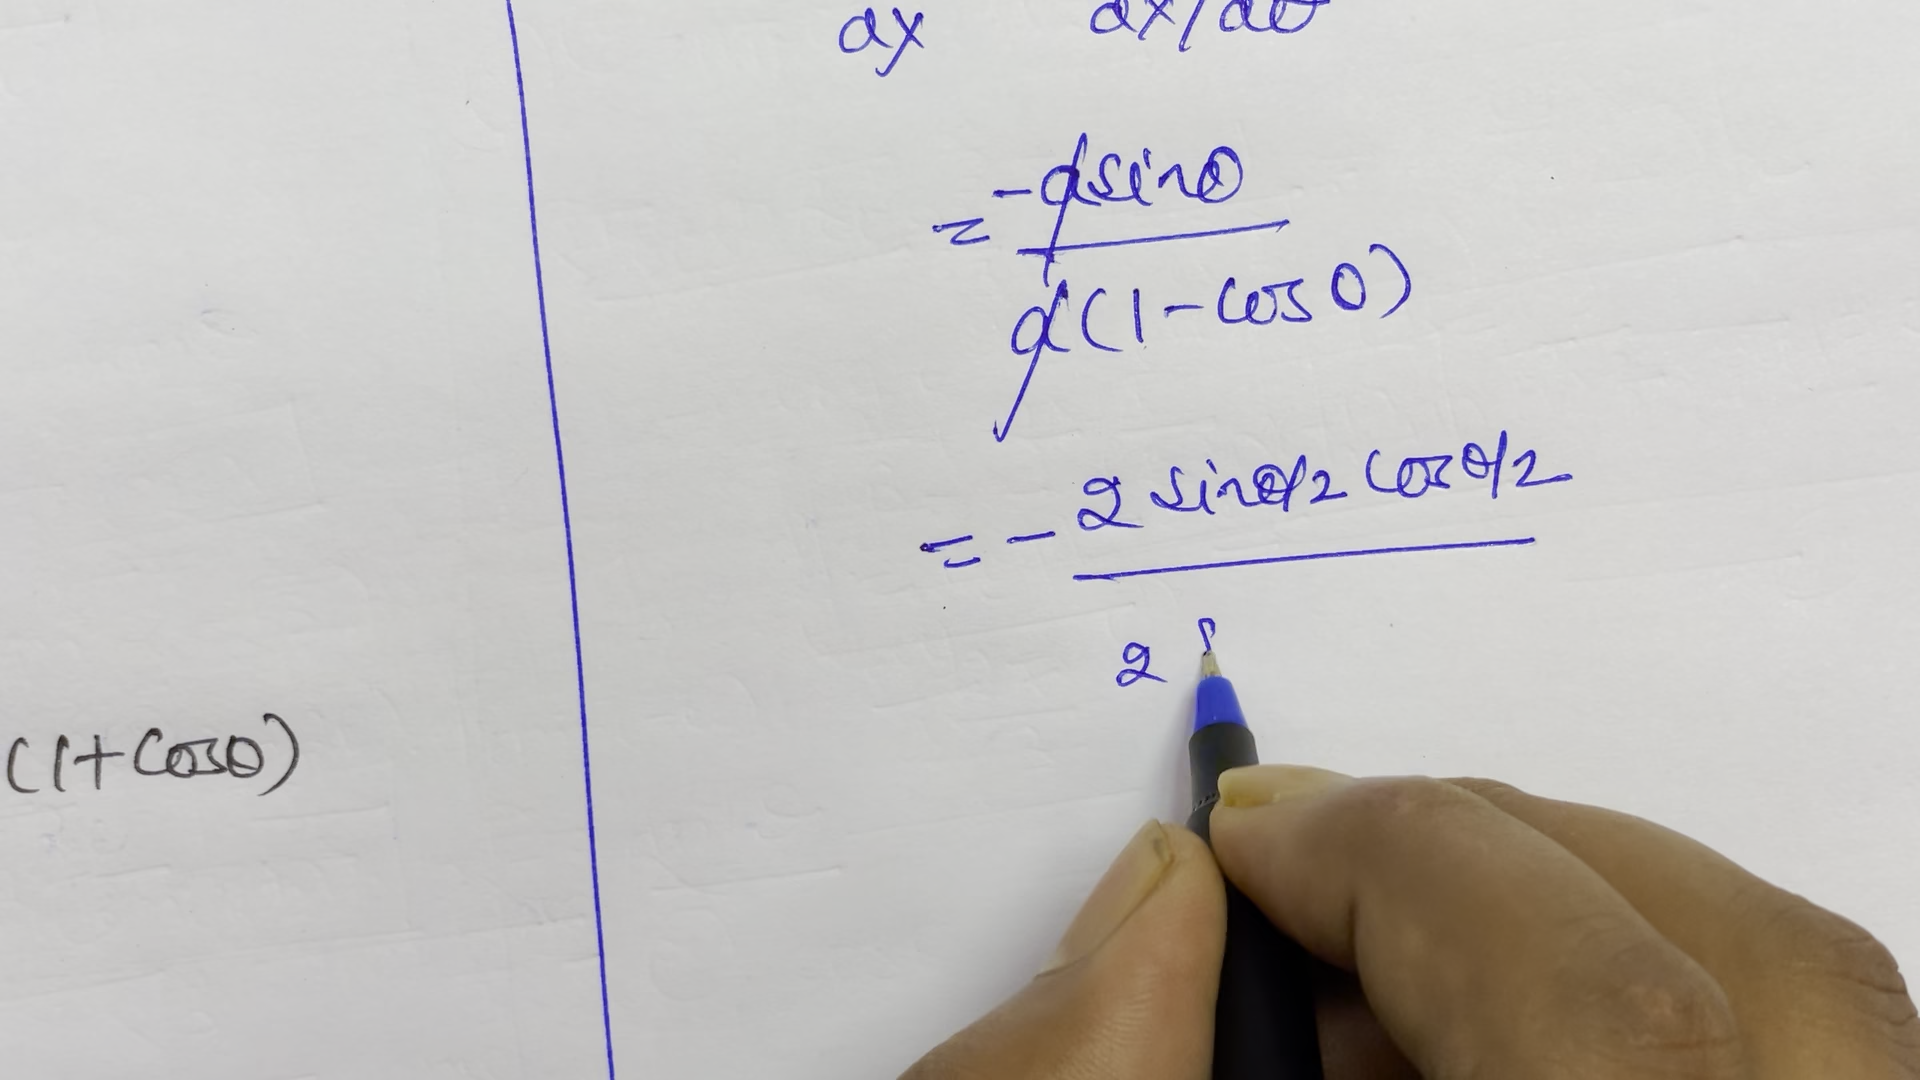 dx dx/dθ
= -a sinθ
a(1-cosθ)
= - 2 sinθ/2 cosθ/2
2 s
(1+cosθ)